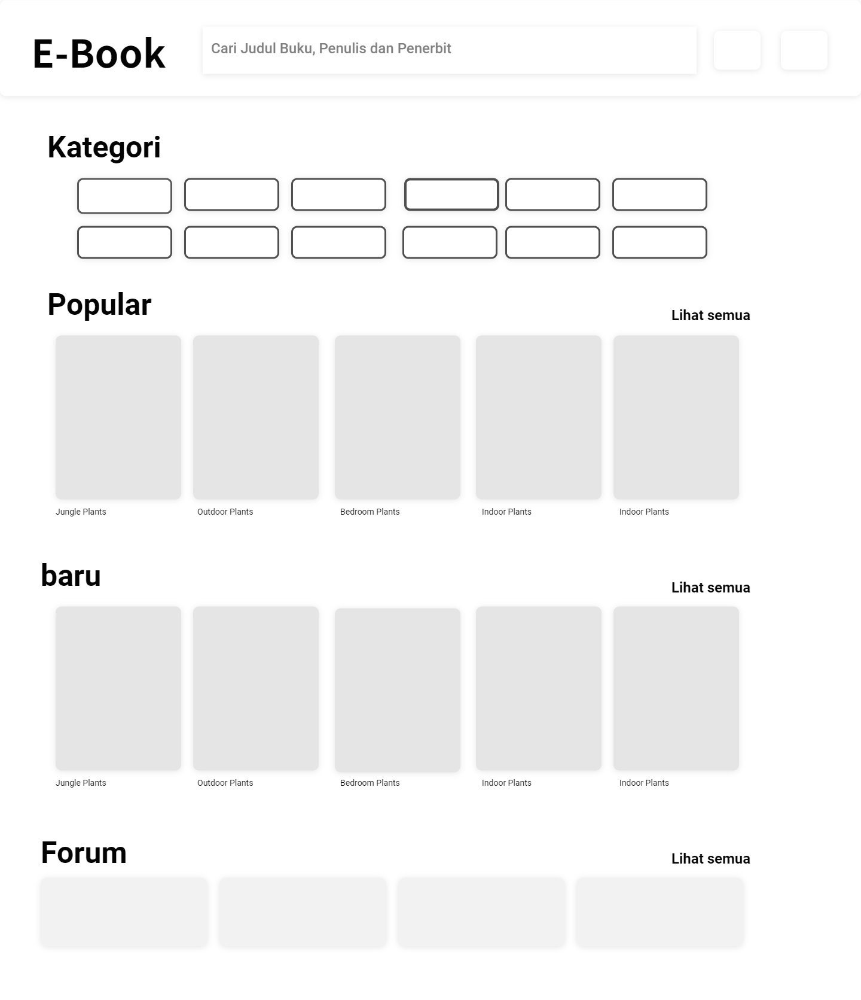 E-Book
Cari Judul Buku, Penulis dan Penerbit
Kategori
Popular
Lihat semua
Jungle Plants
Outdoor Plants
Bedroom Plants
Indoor Plants
Indoor Plants
baru
Lihat semua
Jungle Plants
Outdoor Plants
Bedroom Plants
Indoor Plants
Indoor Plants
Forum
Lihat semua